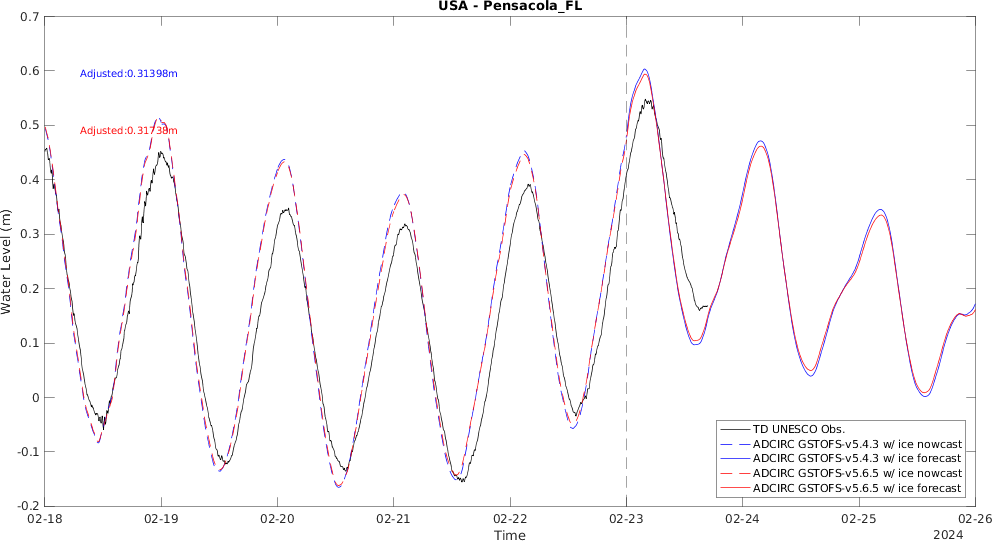 USA - Pensacola_FL
0.7
0.6
0.5
0.4
0.3
0.2
0.1
0
-0.1
-0.2
Water Level (m)
Adjusted:0.31398m
Adjusted:0.31738m
TD UNESCO Obs.
ADCIRC GSTOFS-v5.4.3 w/ ice nowcast
ADCIRC GSTOFS-v5.4.3 w/ ice forecast
ADCIRC GSTOFS-v5.6.5 w/ ice nowcast
ADCIRC GSTOFS-v5.6.5 w/ ice forecast
02-18 02-19 02-20 02-21 02-22 02-23 02-24 02-25 02-26
Time
2024